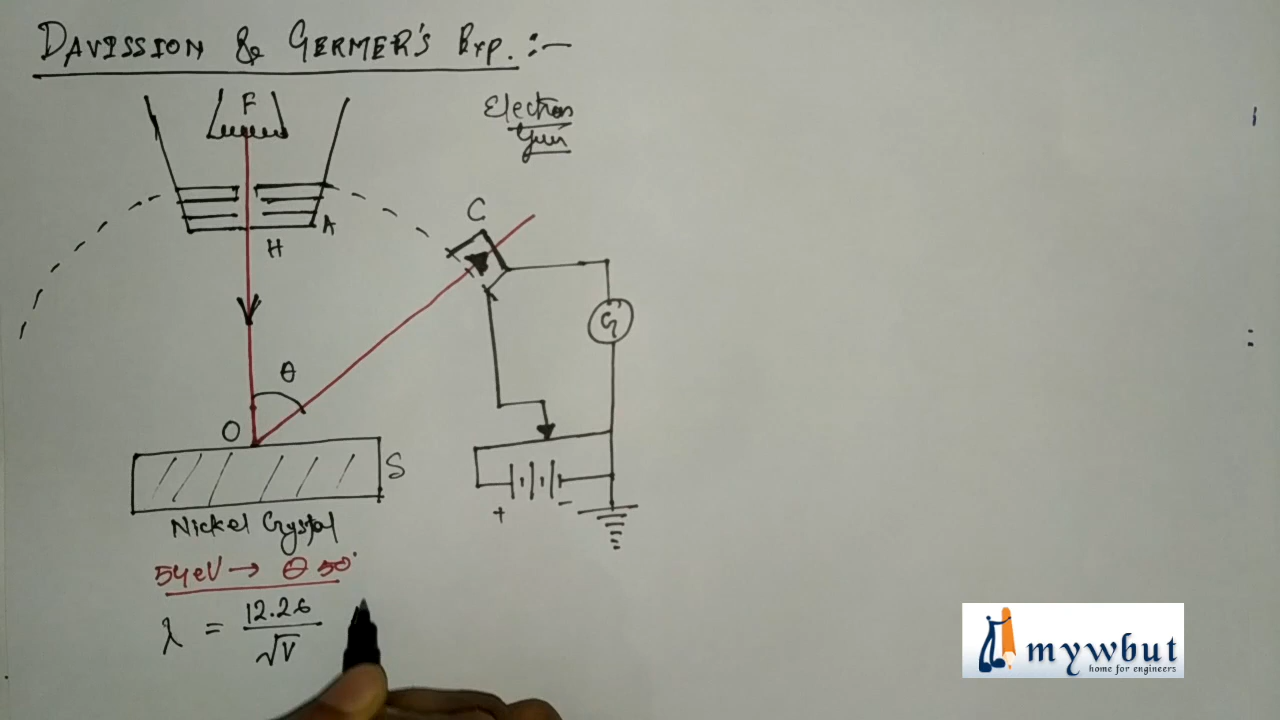 DAVISSION & GERMER'S Exp. :-
F
Electron
Gun
C
A
H
G
θ
O
S
+ -
Nickel Crystal
54eV → θ 50°
λ = 12.26 / √V
mywbut
home for engineers